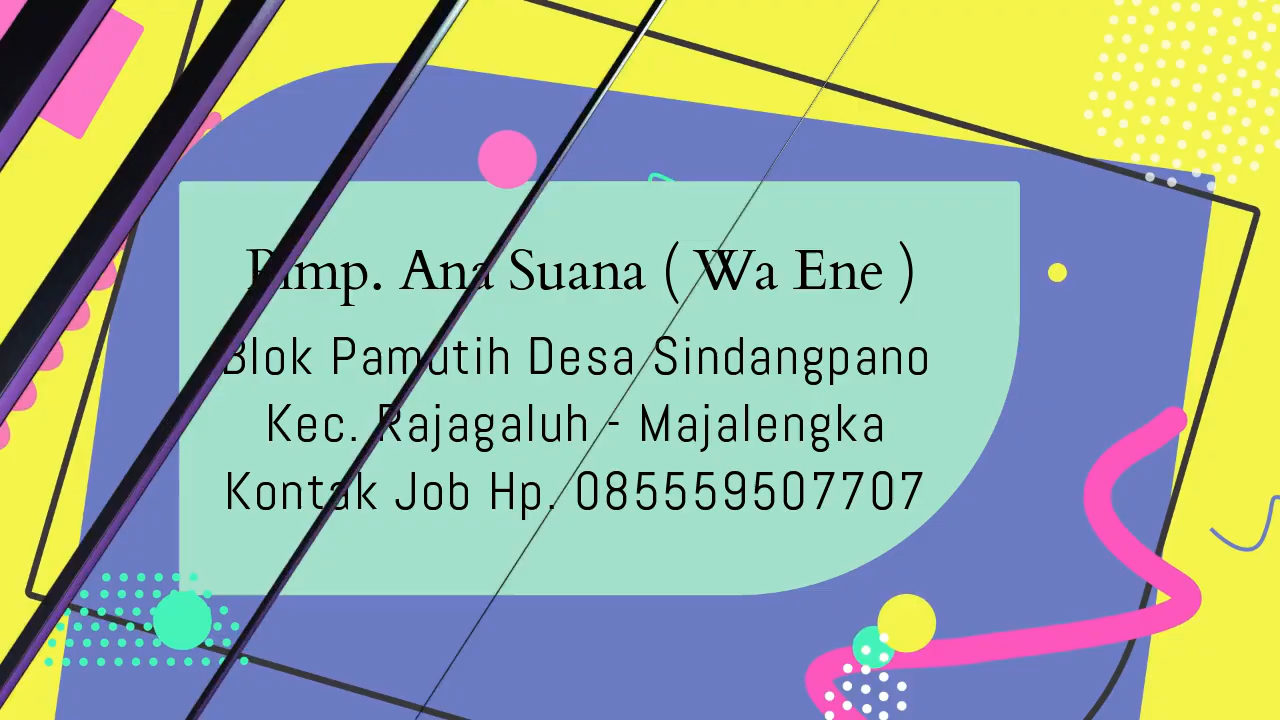 Pimp. Ana Suana ( Wa Ene )
Blok Pamutih Desa Sindangpano
Kec. Rajagaluh - Majalengka
Kontak Job Hp. 085559507707